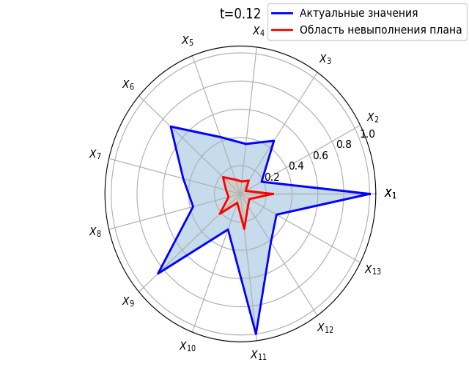 t=0.12
Актуальные значения
Область невыполнения плана
X₄
X₅
X₃
X₆
X₂
1.0
0.8
0.6
0.4
0.2
X₇
X₁
X₈
X₁₃
X₉
X₁₂
X₁₀
X₁₁